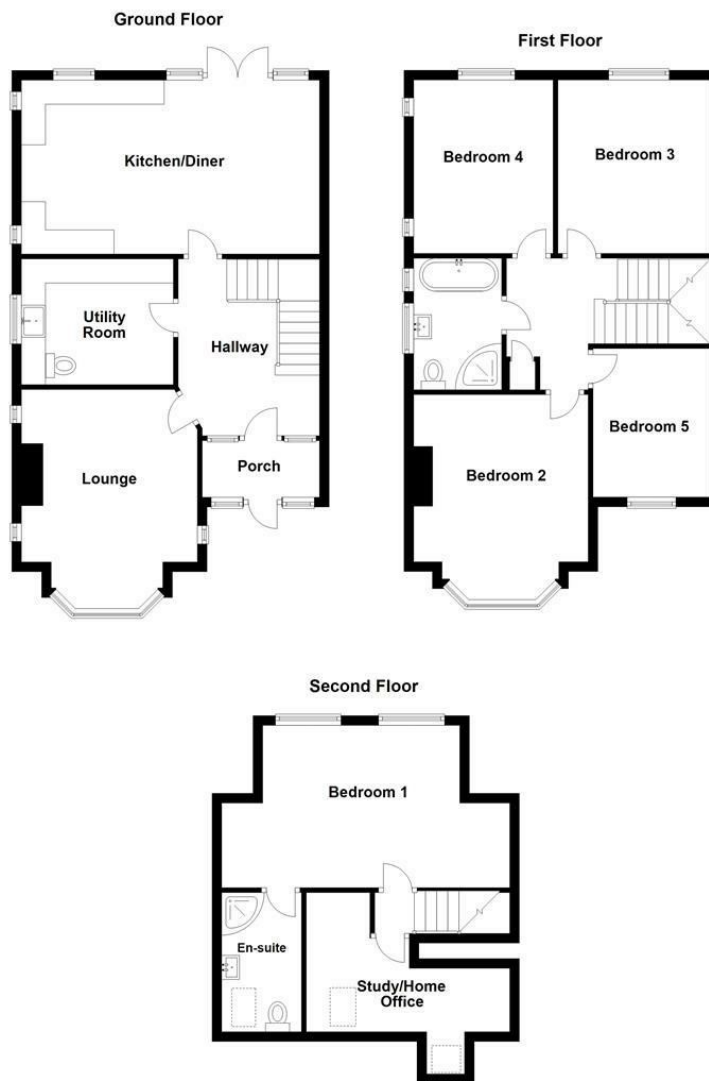 Ground Floor
Kitchen/Diner
Utility
Room
Hallway
Lounge
Porch
First Floor
Bedroom 4
Bedroom 3
Bedroom 2
Bedroom 5
Second Floor
Bedroom 1
En-suite
Study/Home
Office